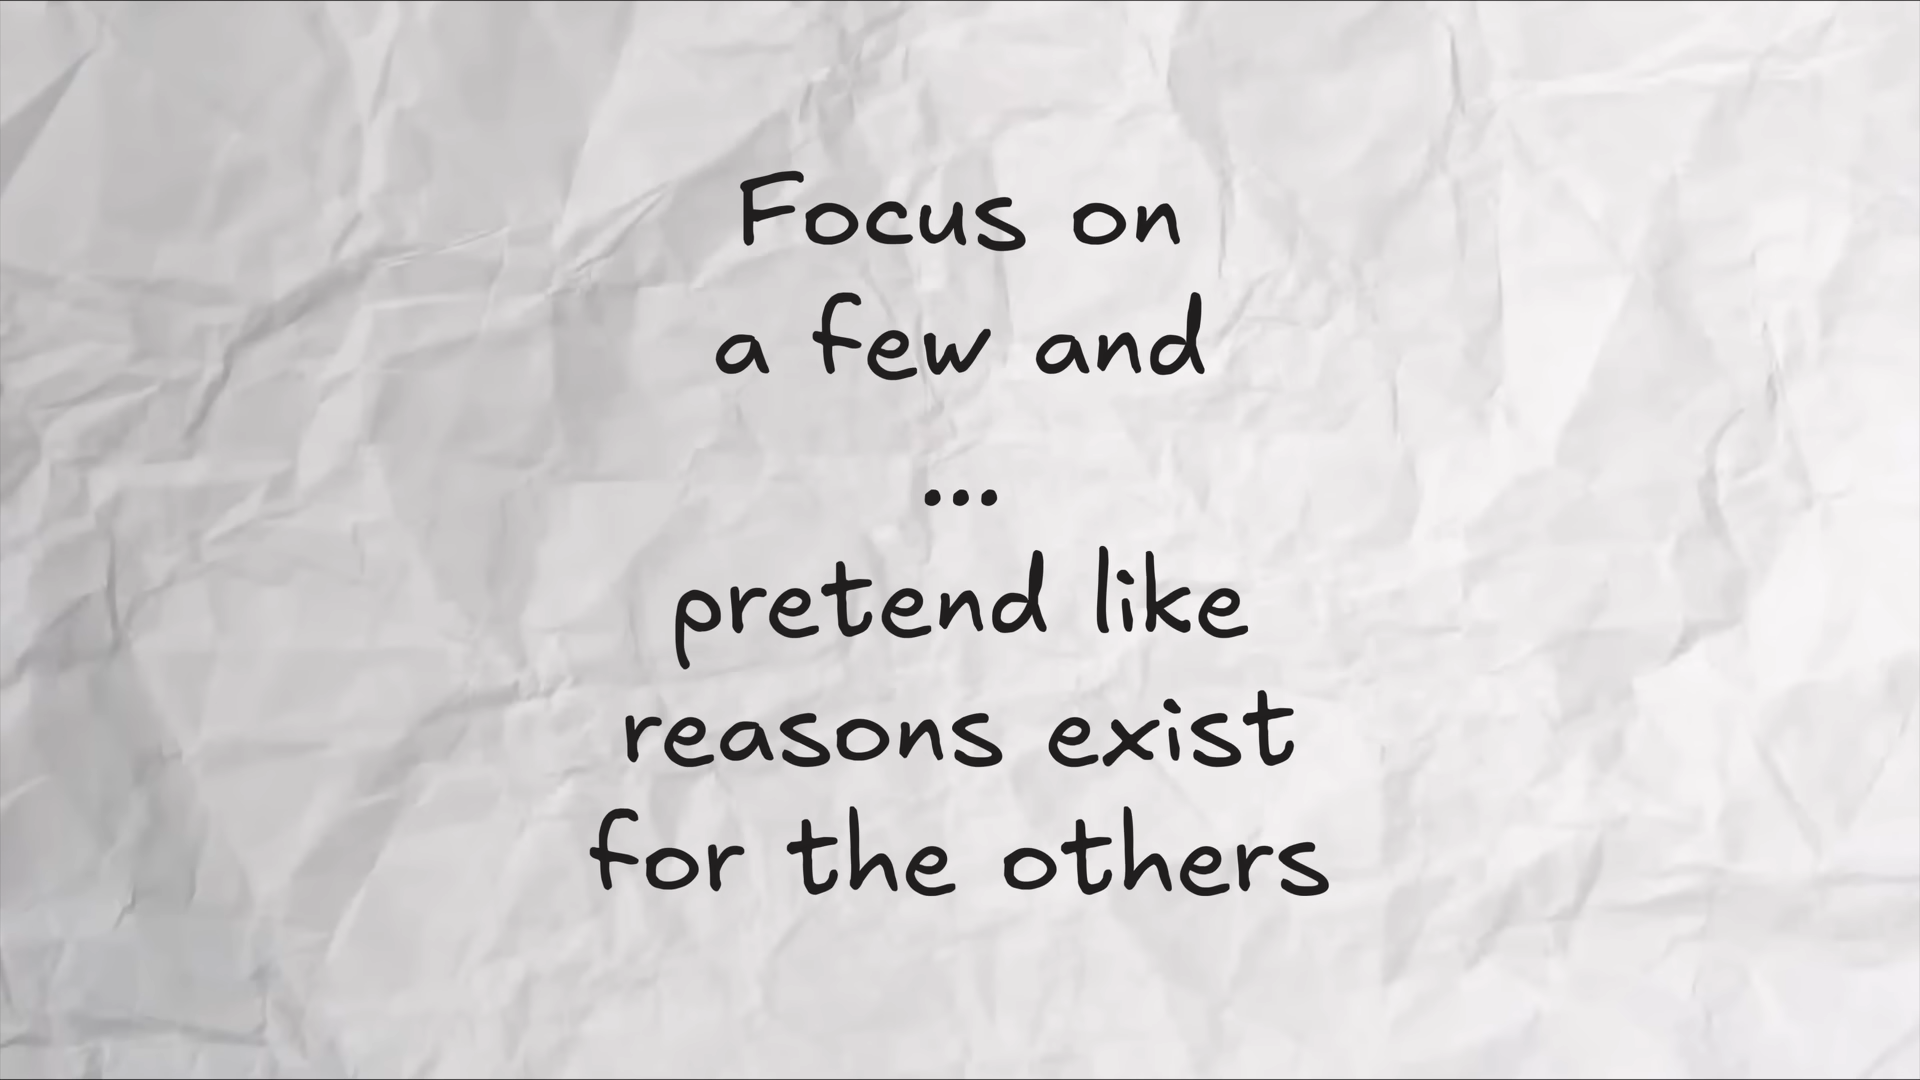 Focus on
a few and
...
pretend like
reasons exist
for the others